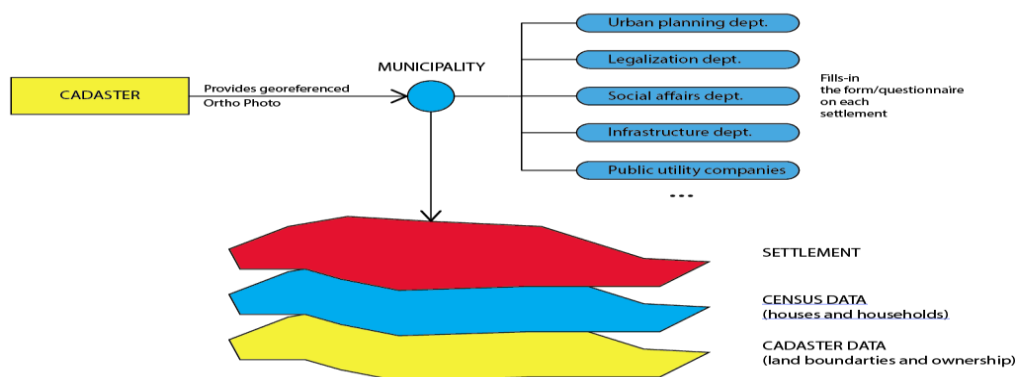 CADASTER
Provides georeferenced
Ortho Photo
MUNICIPALITY
Urban planning dept.
Legalization dept.
Social affairs dept.
Infrastructure dept.
Public utility companies
...
Fills-in
the form/questionnaire
on each
settlement
SETTLEMENT
CENSUS DATA
(houses and households)
CADASTER DATA
(land boundarties and ownership)